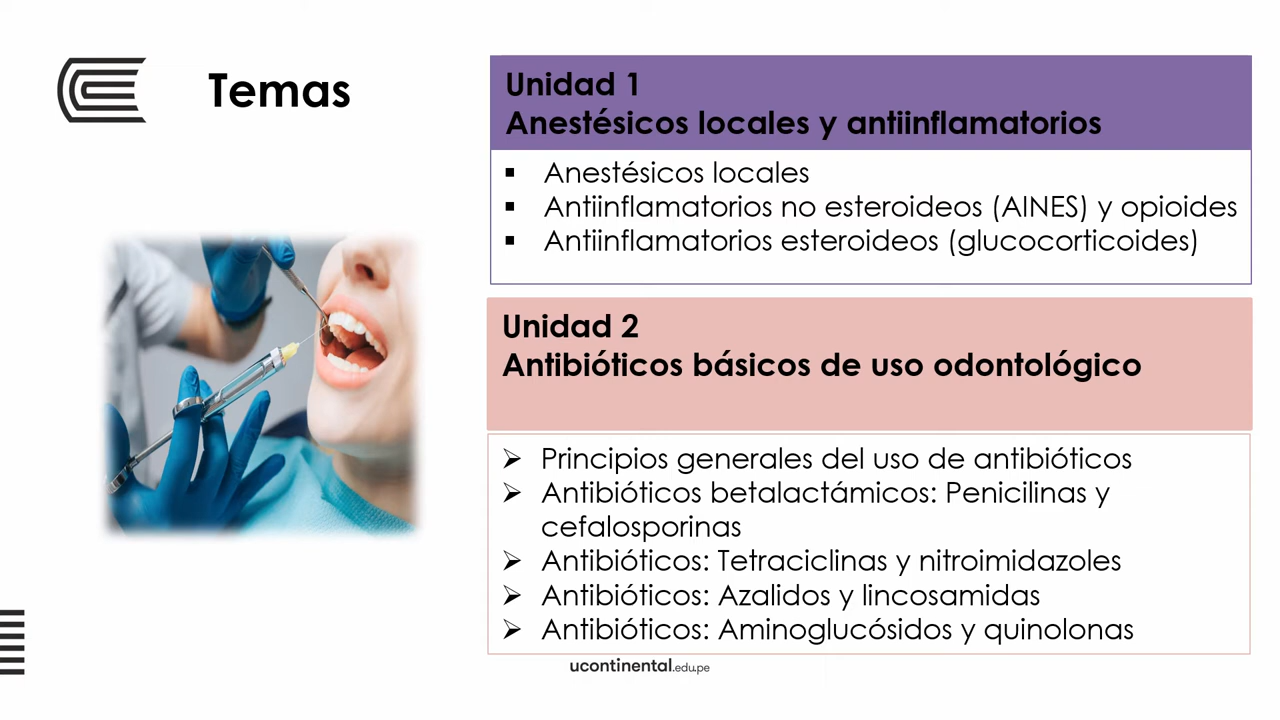 Temas
Unidad 1
Anestésicos locales y antiinflamatorios
▪ Anestésicos locales
▪ Antiinflamatorios no esteroideos (AINES) y opioides
▪ Antiinflamatorios esteroideos (glucocorticoides)
Unidad 2
Antibióticos básicos de uso odontológico
➢ Principios generales del uso de antibióticos
➢ Antibióticos betalactámicos: Penicilinas y
cefalosporinas
➢ Antibióticos: Tetraciclinas y nitroimidazoles
➢ Antibióticos: Azalidos y lincosamidas
➢ Antibióticos: Aminoglucósidos y quinolonas
ucontinental.edu.pe